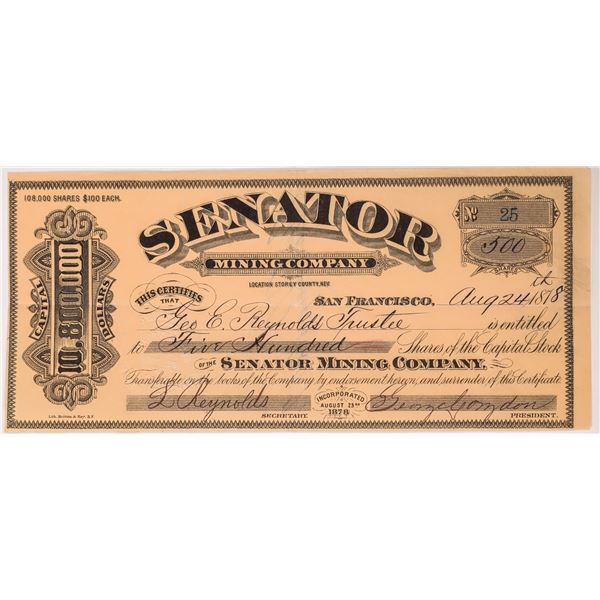 108,000 SHARES $100 EACH.
SENATOR
MINING COMPANY
LOCATION STOREY COUNTY, NEV.
No 25
500
SHARES
CAPITAL
10,800,000
DOLLARS
THIS CERTIFIES
THAT
SAN FRANCISCO, Aug 24th 1878
Geo E. Reynolds Trustee is entitled
to Five Hundred Shares of the Capital Stock
OF THE SENATOR MINING COMPANY,
Transferable on the books of the Company by endorsement hereon, and surrender of this Certificate
Reynolds
SECRETARY
INCORPORATED
AUGUST 23RD
1878
Geo
PRESIDENT.